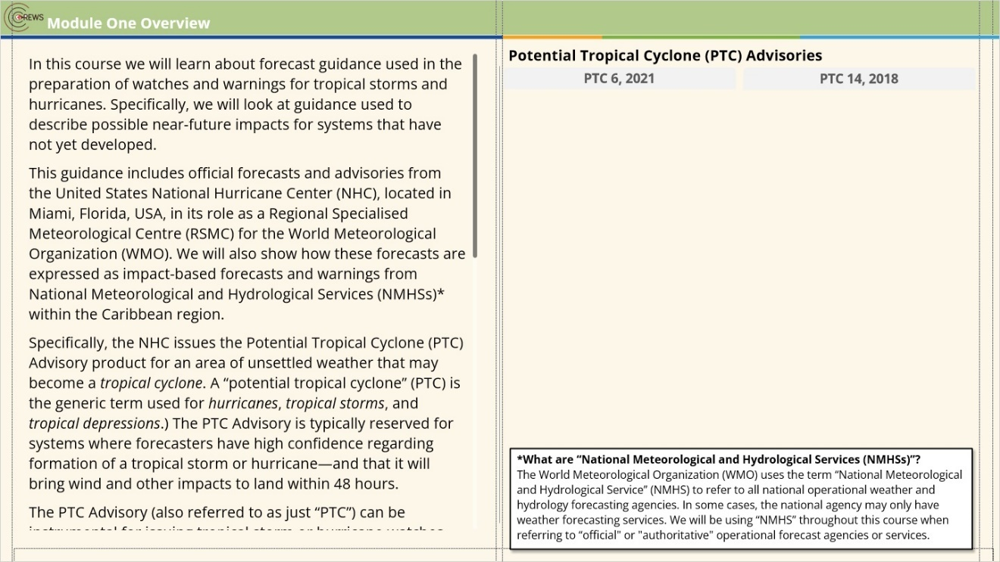 CREWS
Module One Overview
In this course we will learn about forecast guidance used in the
preparation of watches and warnings for tropical storms and
hurricanes. Specifically, we will look at guidance used to
describe possible near-future impacts for systems that have
not yet developed.
This guidance includes official forecasts and advisories from
the United States National Hurricane Center (NHC), located in
Miami, Florida, USA, in its role as a Regional Specialised
Meteorological Centre (RSMC) for the World Meteorological
Organization (WMO). We will also show how these forecasts are
expressed as impact-based forecasts and warnings from
National Meteorological and Hydrological Services (NMHSs)*
within the Caribbean region.
Specifically, the NHC issues the Potential Tropical Cyclone (PTC)
Advisory product for an area of unsettled weather that may
become a tropical cyclone. A “potential tropical cyclone” (PTC) is
the generic term used for hurricanes, tropical storms, and
tropical depressions.) The PTC Advisory is typically reserved for
systems where forecasters have high confidence regarding
formation of a tropical storm or hurricane—and that it will
bring wind and other impacts to land within 48 hours.
The PTC Advisory (also referred to as just “PTC”) can be
instrumental for issuing tropical storm or hurricane watches
Potential Tropical Cyclone (PTC) Advisories
PTC 6, 2021
PTC 14, 2018
*What are “National Meteorological and Hydrological Services (NMHSs)”?
The World Meteorological Organization (WMO) uses the term “National Meteorological
and Hydrological Service” (NMHS) to refer to all national operational weather and
hydrology forecasting agencies. In some cases, the national agency may only have
weather forecasting services. We will be using “NMHS” throughout this course when
referring to “official" or "authoritative" operational forecast agencies or services.